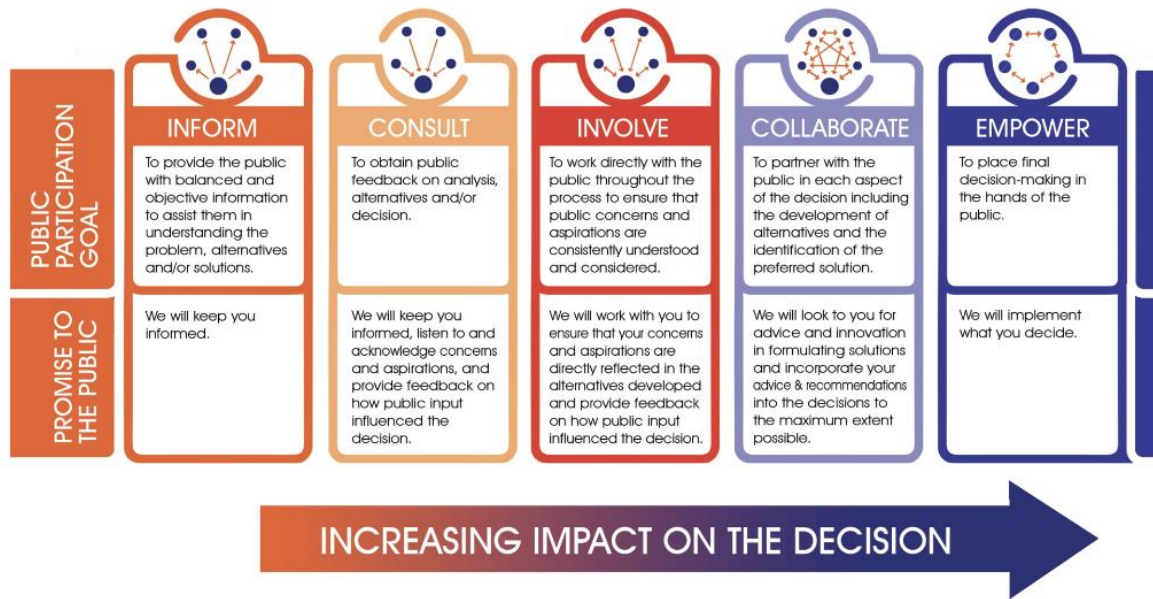 INFORM
CONSULT
INVOLVE
COLLABORATE
EMPOWER
PUBLIC
PARTICIPATION
GOAL
To provide the public
with balanced and
objective information
to assist them in
understanding the
problem, alternatives
and/or solutions.
To obtain public
feedback on analysis,
alternatives and/or
decision.
To work directly with the
public throughout the
process to ensure that
public concerns and
aspirations are
consistently understood
and considered.
To partner with the
public in each aspect
of the decision including
the development of
alternatives and the
identification of the
preferred solution.
To place final
decision-making in
the hands of the
public.
PROMISE TO
THE PUBLIC
We will keep you
informed.
We will keep you
informed, listen to and
acknowledge concerns
and aspirations, and
provide feedback on
how public input
influenced the
decision.
We will work with you to
ensure that your concerns
and aspirations are
directly reflected in the
alternatives developed
and provide feedback
on how public input
influenced the decision.
We will look to you for
advice and innovation
in formulating solutions
and incorporate your
advice & recommendations
into the decisions to
the maximum extent
possible.
We will implement
what you decide.
INCREASING IMPACT ON THE DECISION